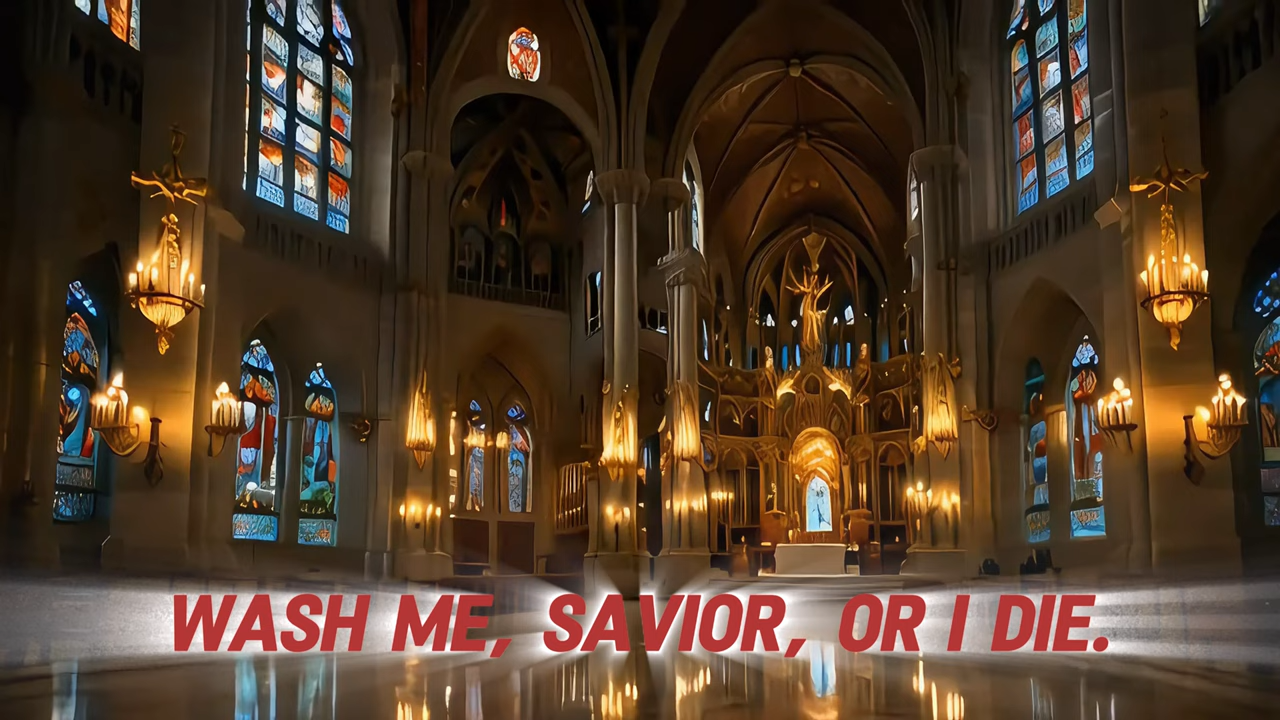 WASH ME, SAVIOR, OR I DIE.